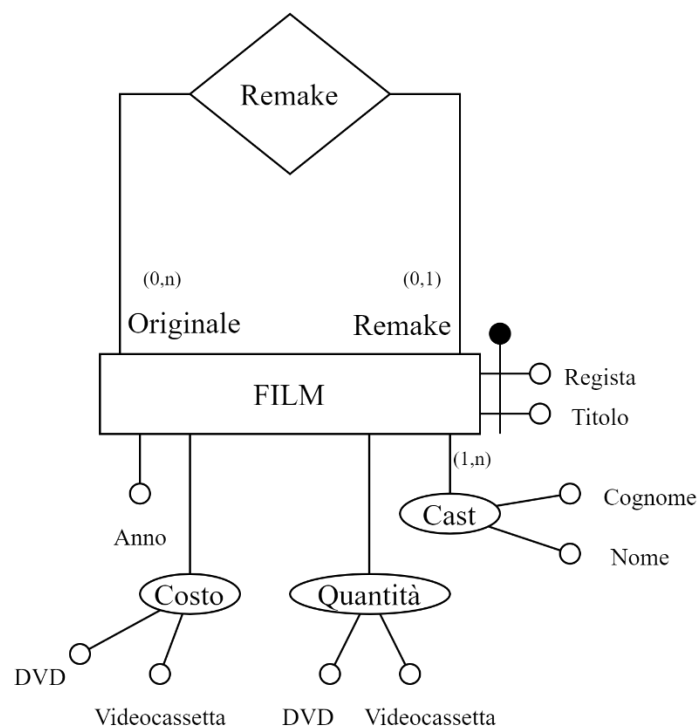 Remake
(0,n)
(0,1)
Originale
Remake
FILM
Regista
Titolo
(1,n)
Cast
Cognome
Nome
Anno
Costo
Quantità
DVD
Videocassetta
DVD
Videocassetta